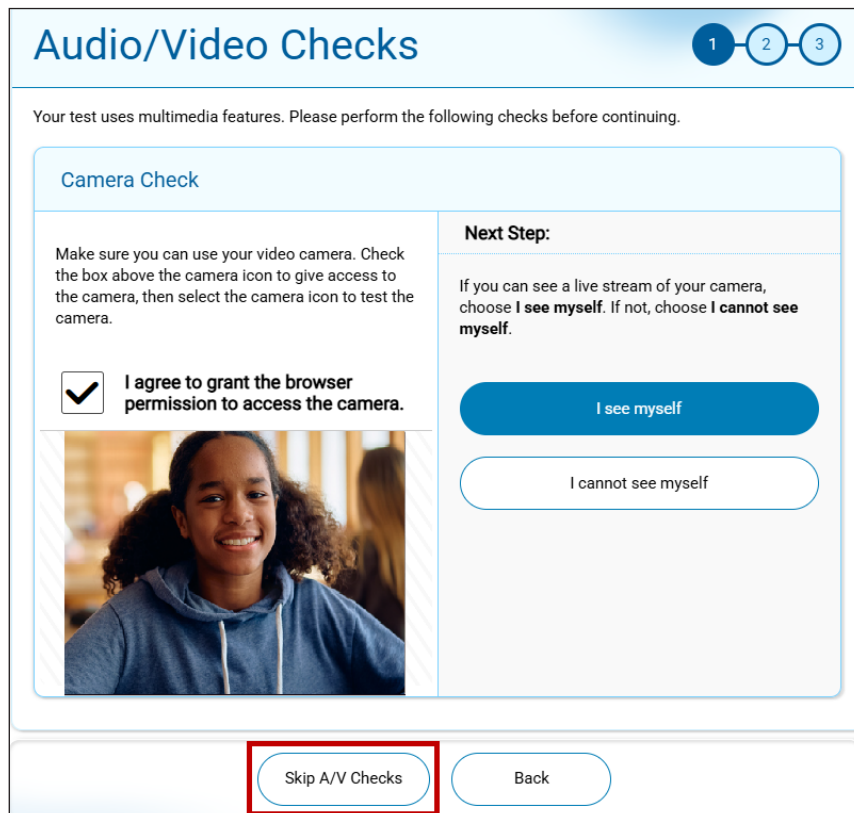 Audio/Video Checks
1 2 3
Your test uses multimedia features. Please perform the following checks before continuing.
Camera Check
Make sure you can use your video camera. Check
the box above the camera icon to give access to
the camera, then select the camera icon to test the
camera.
I agree to grant the browser
permission to access the camera.
Next Step:
If you can see a live stream of your camera,
choose I see myself. If not, choose I cannot see
myself.
I see myself
I cannot see myself
Skip A/V Checks
Back